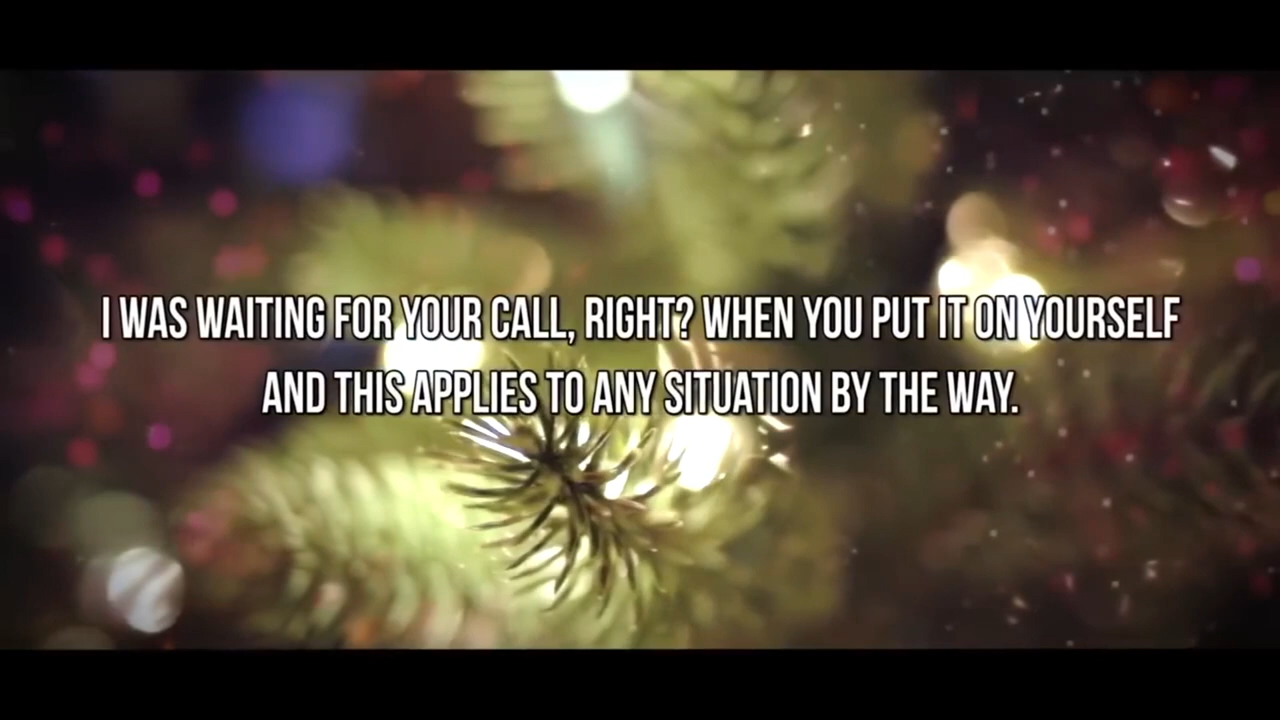 I WAS WAITING FOR YOUR CALL, RIGHT? WHEN YOU PUT IT ON YOURSELF
AND THIS APPLIES TO ANY SITUATION BY THE WAY.